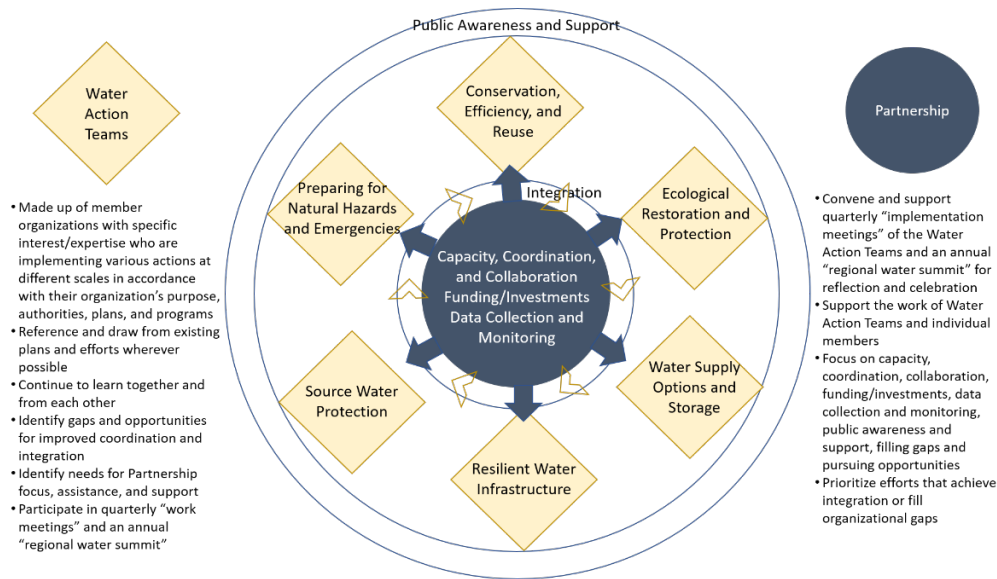 Public Awareness and Support
Water
Action
Teams
• Made up of member
organizations with specific
interest/expertise who are
implementing various actions at
different scales in accordance
with their organization’s purpose,
authorities, plans, and programs
• Reference and draw from existing
plans and efforts wherever
possible
• Continue to learn together and
from each other
• Identify gaps and opportunities
for improved coordination and
integration
• Identify needs for Partnership
focus, assistance, and support
• Participate in quarterly “work
meetings” and an annual
“regional water summit”
Conservation,
Efficiency, and
Reuse
Preparing for
Natural Hazards
and Emergencies
Integration
Ecological
Restoration and
Protection
Capacity, Coordination,
and Collaboration
Funding/Investments
Data Collection and
Monitoring
Source Water
Protection
Water Supply
Options and
Storage
Resilient Water
Infrastructure
Partnership
• Convene and support
quarterly “implementation
meetings” of the Water
Action Teams and an annual
“regional water summit” for
reflection and celebration
• Support the work of Water
Action Teams and individual
members
• Focus on capacity,
coordination, collaboration,
funding/investments, data
collection and monitoring,
public awareness and
support, filling gaps and
pursuing opportunities
• Prioritize efforts that achieve
integration or fill
organizational gaps